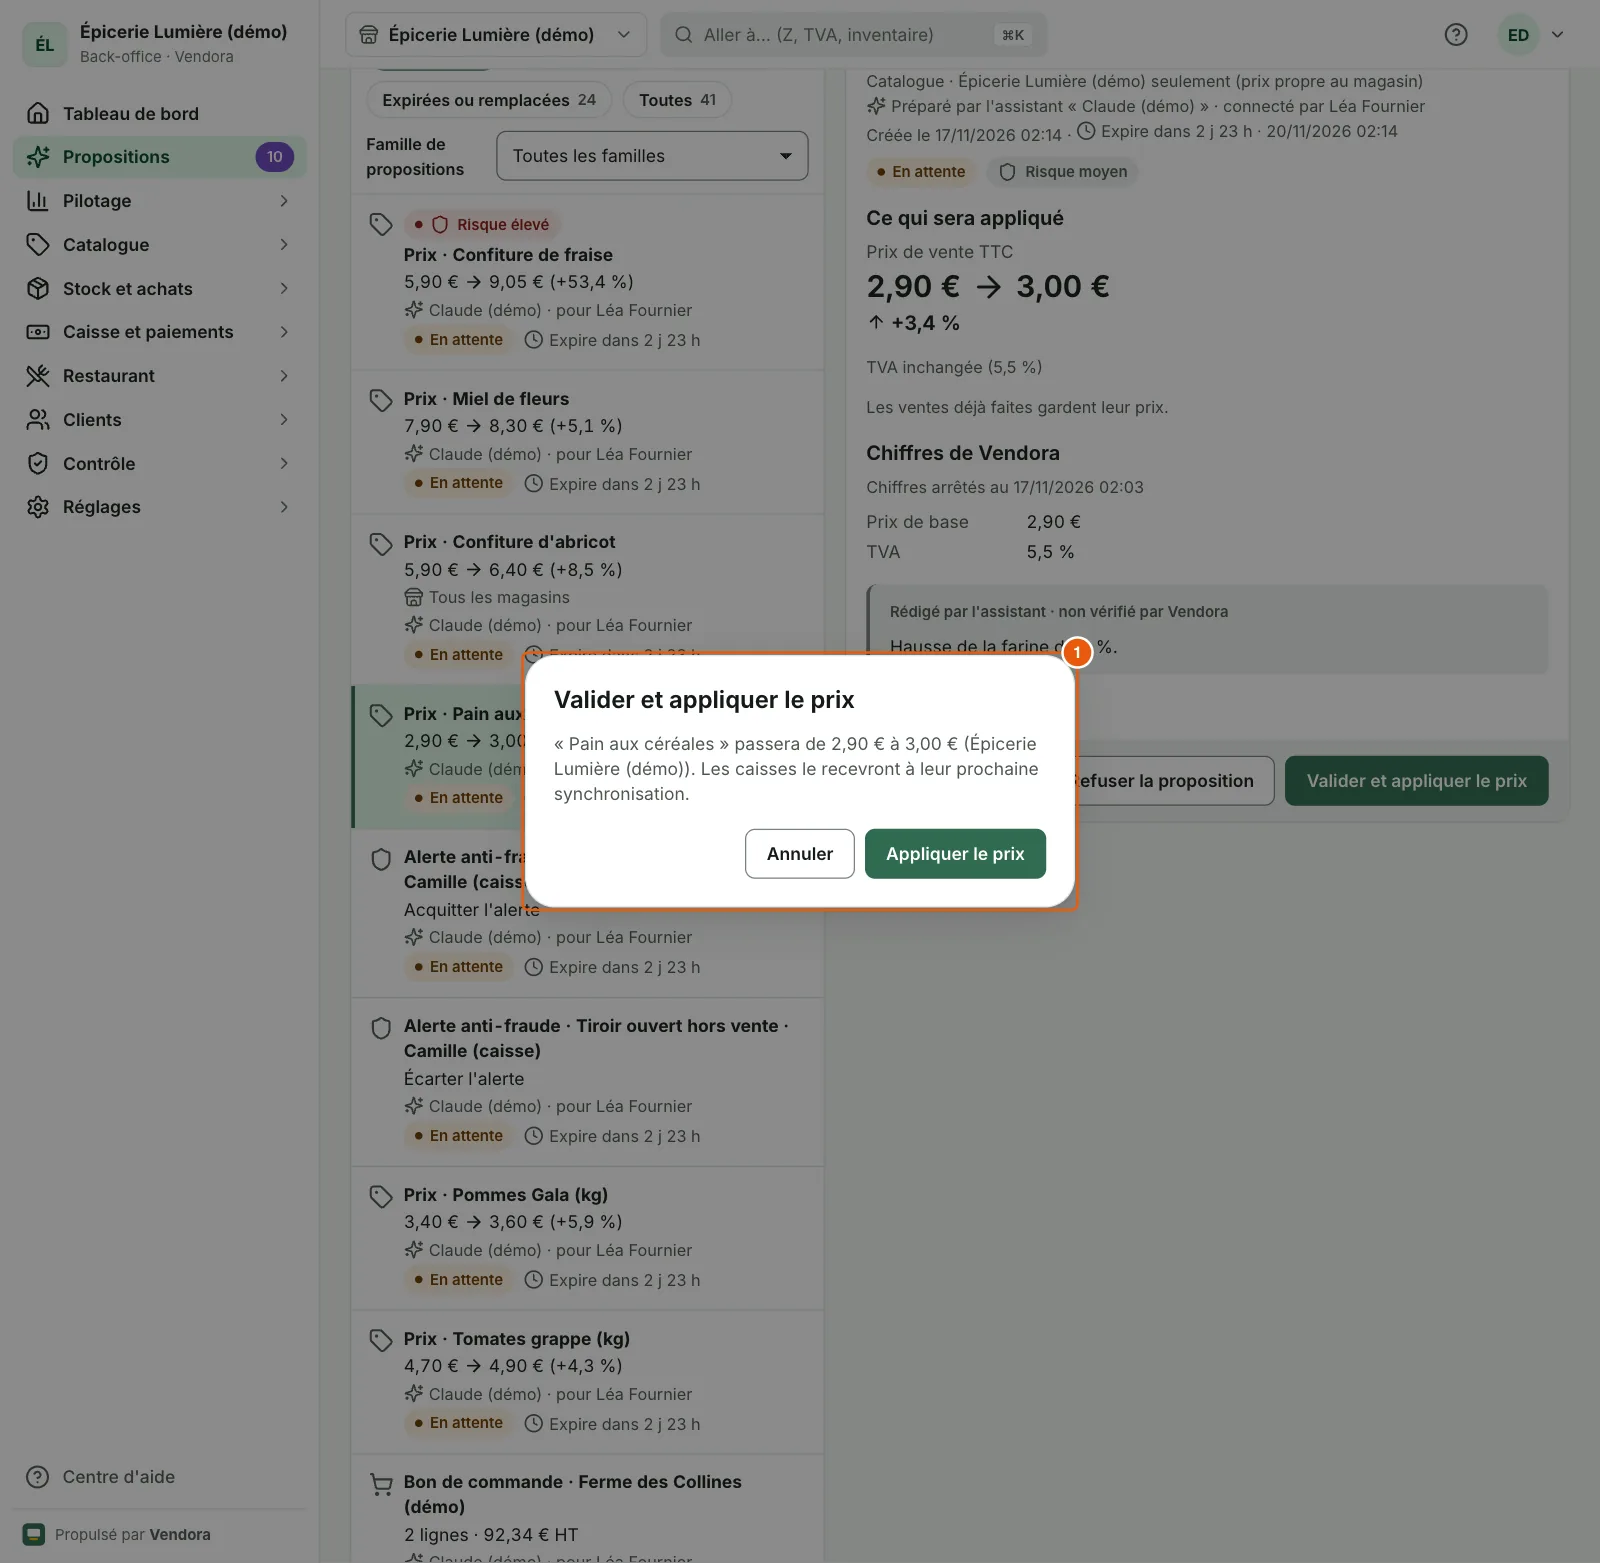 ÉL
Épicerie Lumière (démo)
Back-office · Vendora
Tableau de bord
Propositions 10
Pilotage
Catalogue
Stock et achats
Caisse et paiements
Restaurant
Clients
Contrôle
Réglages
Centre d'aide
Propulsé par Vendora
Épicerie Lumière (démo)
Aller à... (Z, TVA, inventaire) ⌘K
ED
Expirées ou remplacées 24
Toutes 41
Famille de
propositions
Toutes les familles
Risque élevé
Prix · Confiture de fraise
5,90 € → 9,05 € (+53,4 %)
Claude (démo) · pour Léa Fournier
En attente Expire dans 2 j 23 h
Prix · Miel de fleurs
7,90 € → 8,30 € (+5,1 %)
Claude (démo) · pour Léa Fournier
En attente Expire dans 2 j 23 h
Prix · Confiture d'abricot
5,90 € → 6,40 € (+8,5 %)
Tous les magasins
Claude (démo) · pour Léa Fournier
En attente
Prix · Pain aux
2,90 € → 3,00
Claude
En attente
Alerte
Camille
Acquitter l'alerte
Claude (démo) · pour Léa Fournier
En attente Expire dans 2 j 23 h
Alerte anti-fraude · Tiroir ouvert hors vente ·
Camille (caisse)
Écarter l'alerte
Claude (démo) · pour Léa Fournier
En attente Expire dans 2 j 23 h
Prix · Pommes Gala (kg)
3,40 € → 3,60 € (+5,9 %)
Claude (démo) · pour Léa Fournier
En attente Expire dans 2 j 23 h
Prix · Tomates grappe (kg)
4,70 € → 4,90 € (+4,3 %)
Claude (démo) · pour Léa Fournier
En attente Expire dans 2 j 23 h
Bon de commande · Ferme des Collines
(démo)
2 lignes · 92,34 € HT
Claude (démo) · pour Léa Fournier
Catalogue · Épicerie Lumière (démo) seulement (prix propre au magasin)
Préparé par l'assistant « Claude (démo) » · connecté par Léa Fournier
Créée le 17/11/2026 02:14 · Expire dans 2 j 23 h · 20/11/2026 02:14
En attente Risque moyen
Ce qui sera appliqué
Prix de vente TTC
2,90 € → 3,00 €
↑ +3,4 %
TVA inchangée (5,5 %)
Les ventes déjà faites gardent leur prix.
Chiffres de Vendora
Chiffres arrêtés au 17/11/2026 02:03
Prix de base 2,90 €
TVA 5,5 %
Rédigé par l'assistant · non vérifié par Vendora
Hausse de la farine %.
Refuser la proposition
Valider et appliquer le prix
1
Valider et appliquer le prix
« Pain aux céréales » passera de 2,90 € à 3,00 € (Épicerie
Lumière (démo)). Les caisses le recevront à leur prochaine
synchronisation.
Annuler
Appliquer le prix